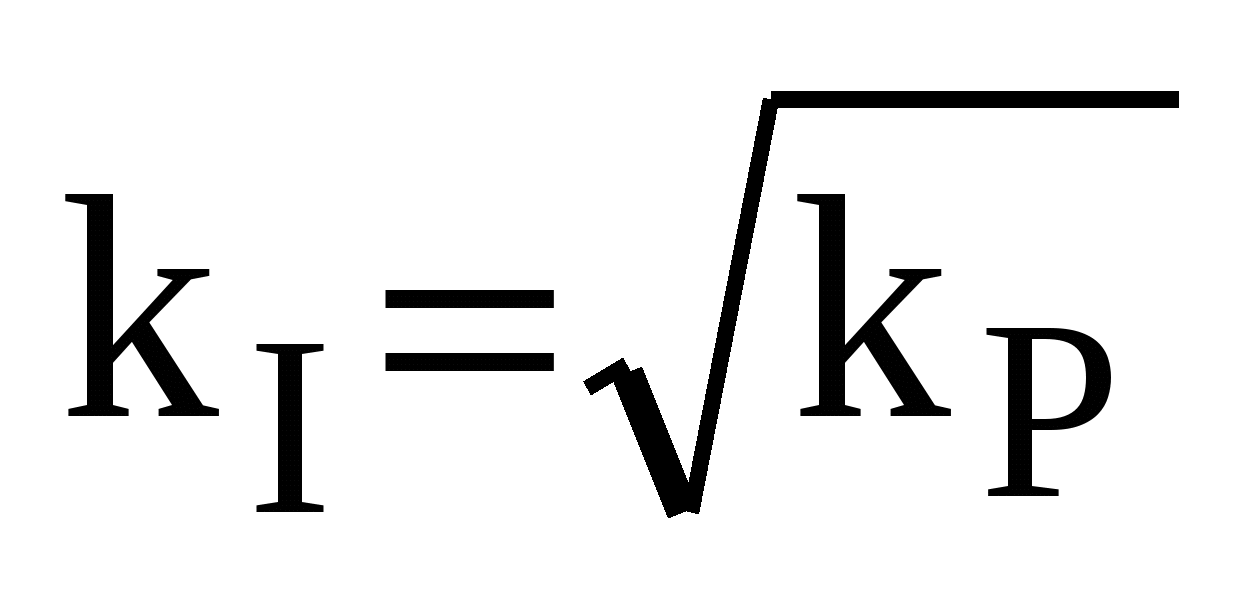 k_I = √k_P